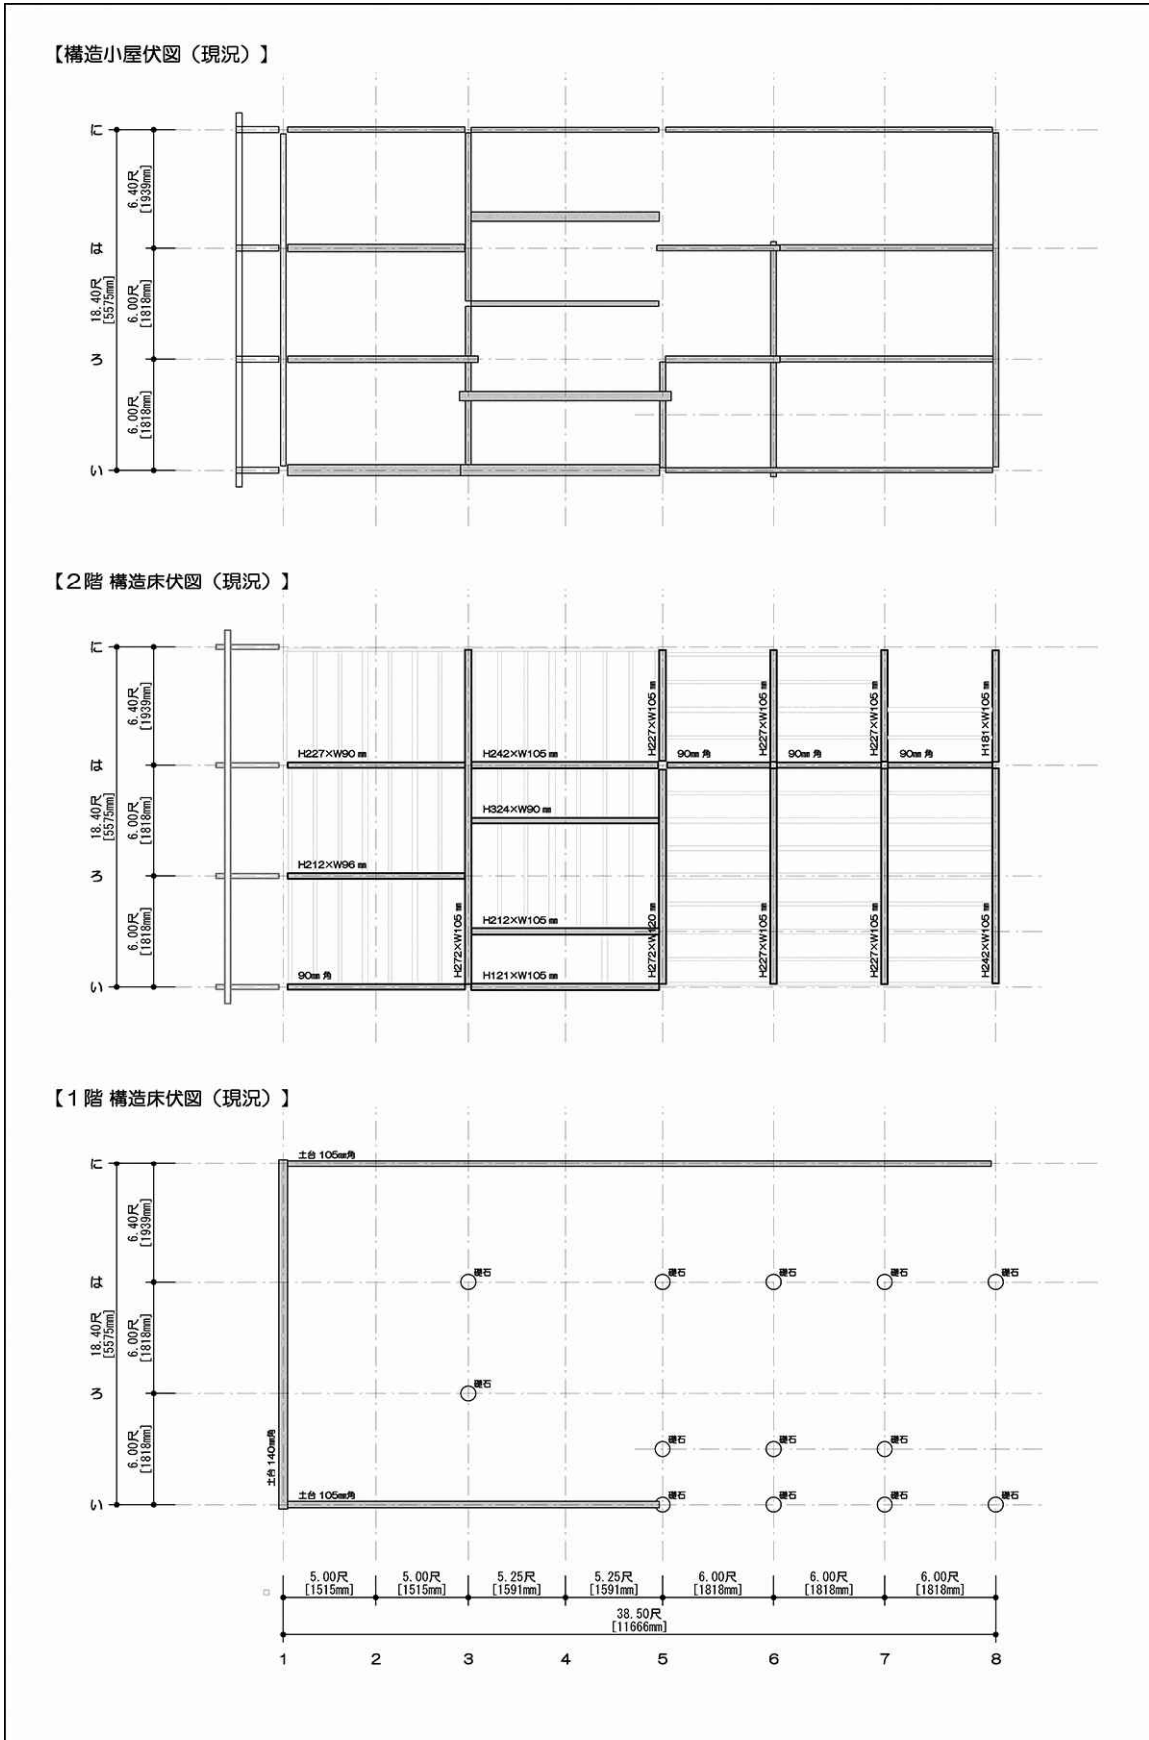 【構造小屋伏図（現況）】
に
6.40尺
[1939mm]
は
18.40尺
[5575mm]
6.00尺
[1818mm]
ろ
6.00尺
[1818mm]
い
【2階 構造床伏図（現況）】
に
6.40尺
[1939mm]
H227×W105 ㎜
H227×W105 ㎜
H227×W105 ㎜
H181×W105 ㎜
H227×W90 ㎜
H242×W105 ㎜
90㎜ 角
90㎜ 角
90㎜ 角
は
18.40尺
[5575mm]
6.00尺
[1818mm]
H324×W90 ㎜
H212×W96 ㎜
ろ
6.00尺
[1818mm]
H272×W105 ㎜
H212×W105 ㎜
H272×W120 ㎜
H227×W105 ㎜
H227×W105 ㎜
H242×W105 ㎜
90㎜ 角
H121×W105 ㎜
い
【1階 構造床伏図（現況）】
土台 105㎜角
に
6.40尺
[1939mm]
礎石
礎石
礎石
礎石
礎石
は
18.40尺
[5575mm]
6.00尺
[1818mm]
礎石
ろ
6.00尺
[1818mm]
土台 140㎜角
礎石
礎石
礎石
土台 105㎜角
礎石
礎石
礎石
礎石
い
5.00尺
[1515mm]
5.00尺
[1515mm]
5.25尺
[1591mm]
5.25尺
[1591mm]
6.00尺
[1818mm]
6.00尺
[1818mm]
6.00尺
[1818mm]
38.50尺
[11666mm]
1 2 3 4 5 6 7 8